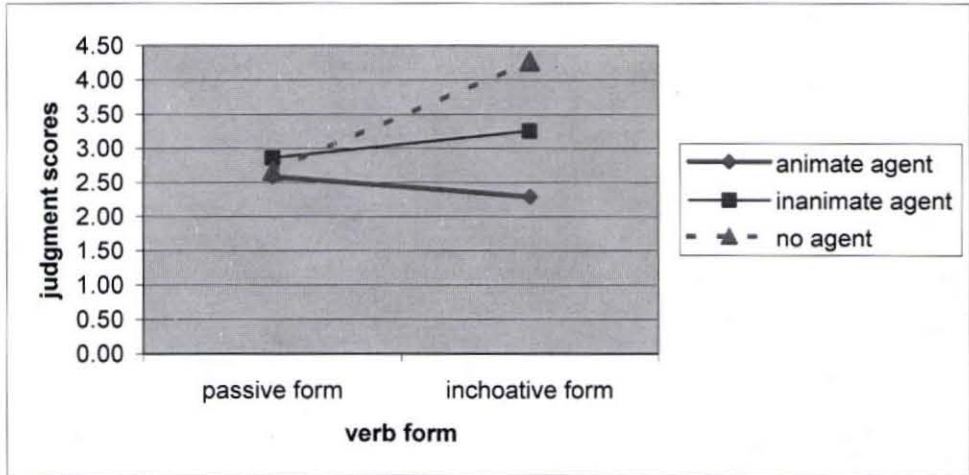 4.50
4.00
3.50
3.00
2.50
2.00
1.50
1.00
0.50
0.00
judgment scores
passive form
inchoative form
verb form
animate agent
inanimate agent
no agent